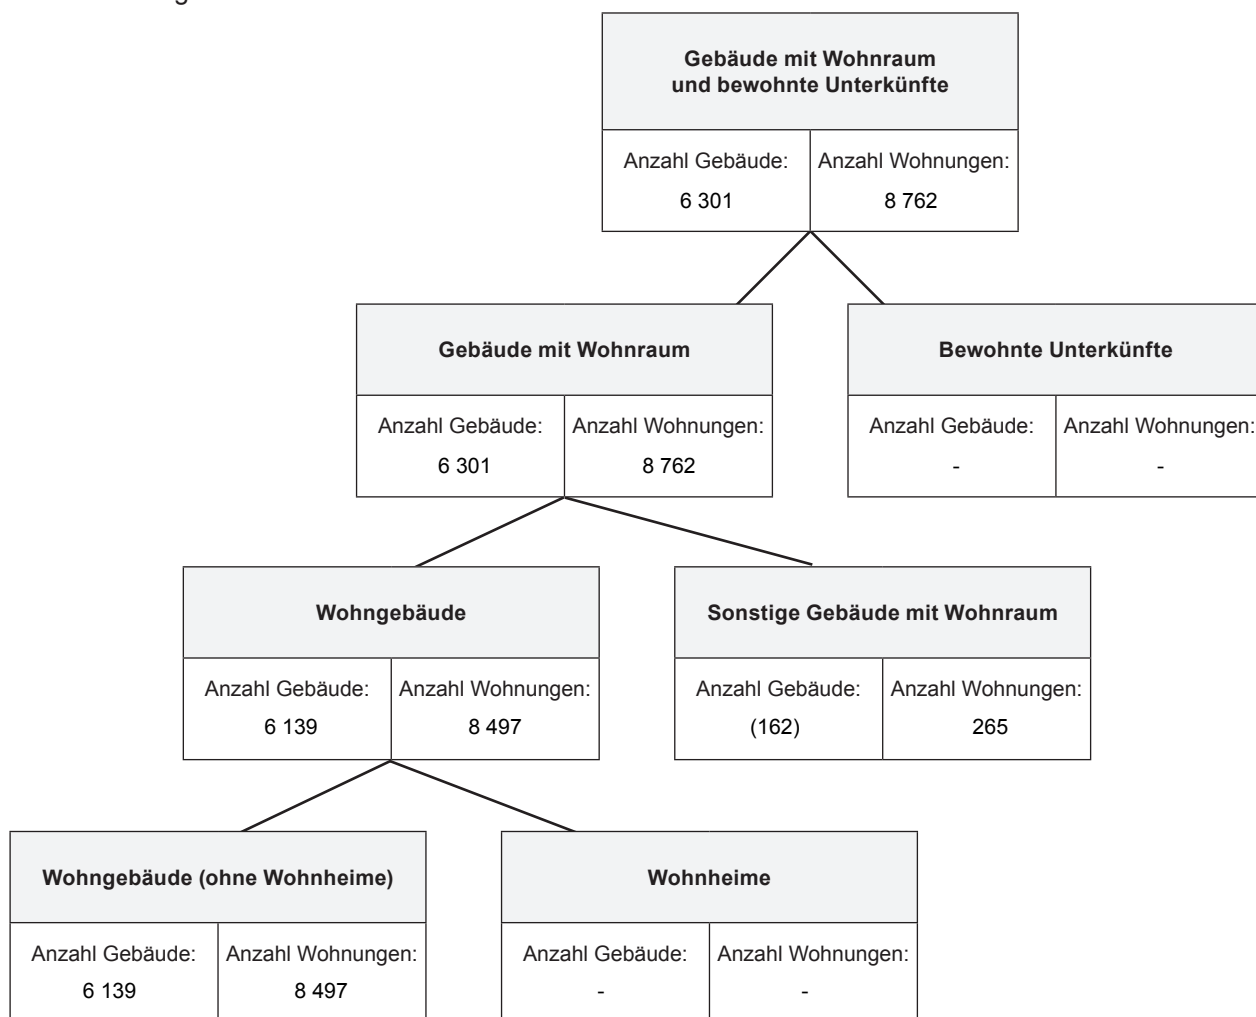 Gebäude mit Wohnraum
und bewohnte Unterkünfte
Anzahl Gebäude: Anzahl Wohnungen:
6 301 8 762
Gebäude mit Wohnraum Bewohnte Unterkünfte
Anzahl Gebäude: Anzahl Wohnungen: Anzahl Gebäude: Anzahl Wohnungen:
6 301 8 762 - -
Wohngebäude Sonstige Gebäude mit Wohnraum
Anzahl Gebäude: Anzahl Wohnungen: Anzahl Gebäude: Anzahl Wohnungen:
6 139 8 497 (162) 265
Wohngebäude (ohne Wohnheime) Wohnheime
Anzahl Gebäude: Anzahl Wohnungen: Anzahl Gebäude: Anzahl Wohnungen:
6 139 8 497 - -